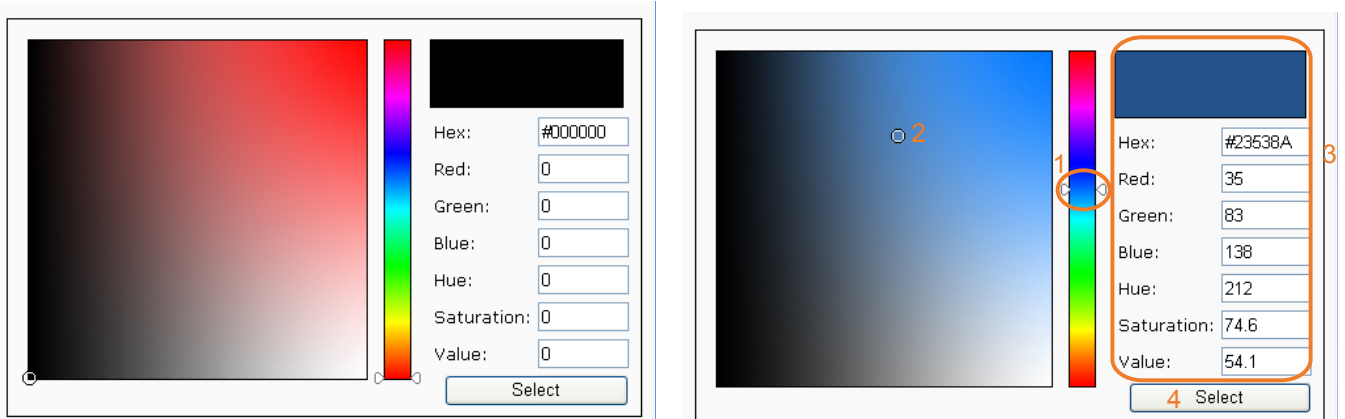 Hex: #000000
Red: 0
Green: 0
Blue: 0
Hue: 0
Saturation: 0
Value: 0
Select
2
1
3
Hex: #23538A
Red: 35
Green: 83
Blue: 138
Hue: 212
Saturation: 74.6
Value: 54.1
4 Select